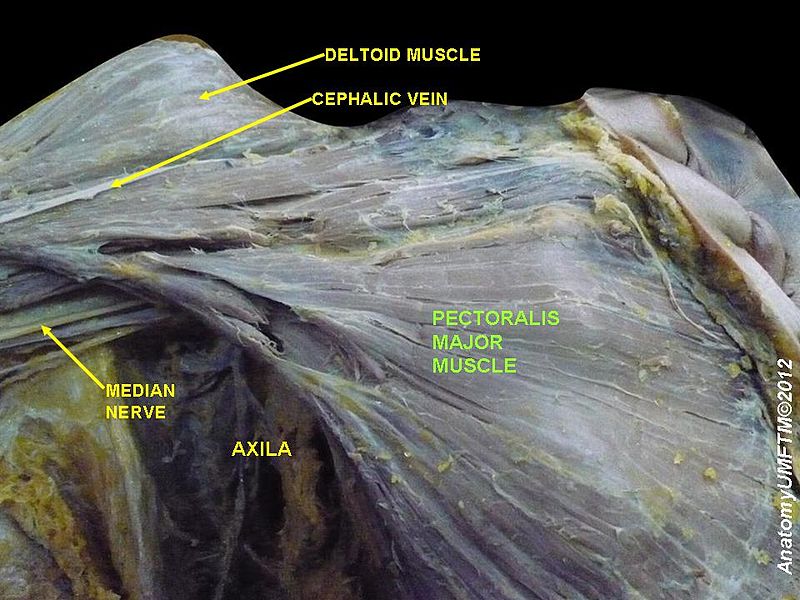 DELTOID MUSCLE
CEPHALIC VEIN
PECTORALIS
MAJOR
MUSCLE
MEDIAN
NERVE
AXILA
AnatomyUMFTM©2012